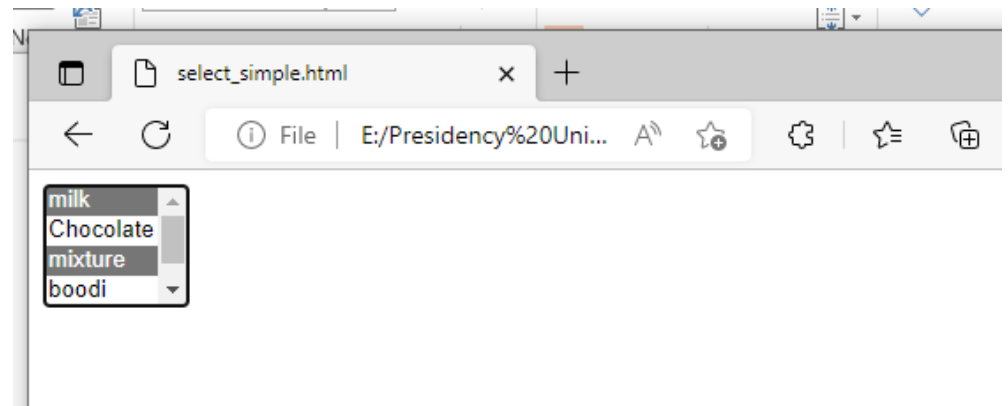 select_simple.html
File | E:/Presidency%20Uni...
milk
Chocolate
mixture
boodi